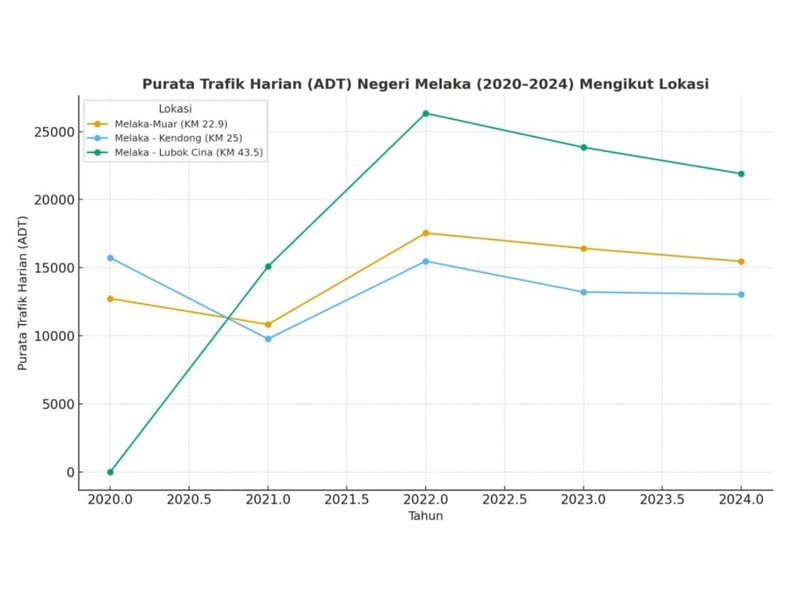 Purata Trafik Harian (ADT) Negeri Melaka (2020–2024) Mengikut Lokasi
Lokasi
Melaka-Muar (KM 22.9)
Melaka - Kendong (KM 25)
Melaka - Lubok Cina (KM 43.5)
Purata Trafik Harian (ADT)
25000
20000
15000
10000
5000
0
2020.0 2020.5 2021.0 2021.5 2022.0 2022.5 2023.0 2023.5 2024.0
Tahun